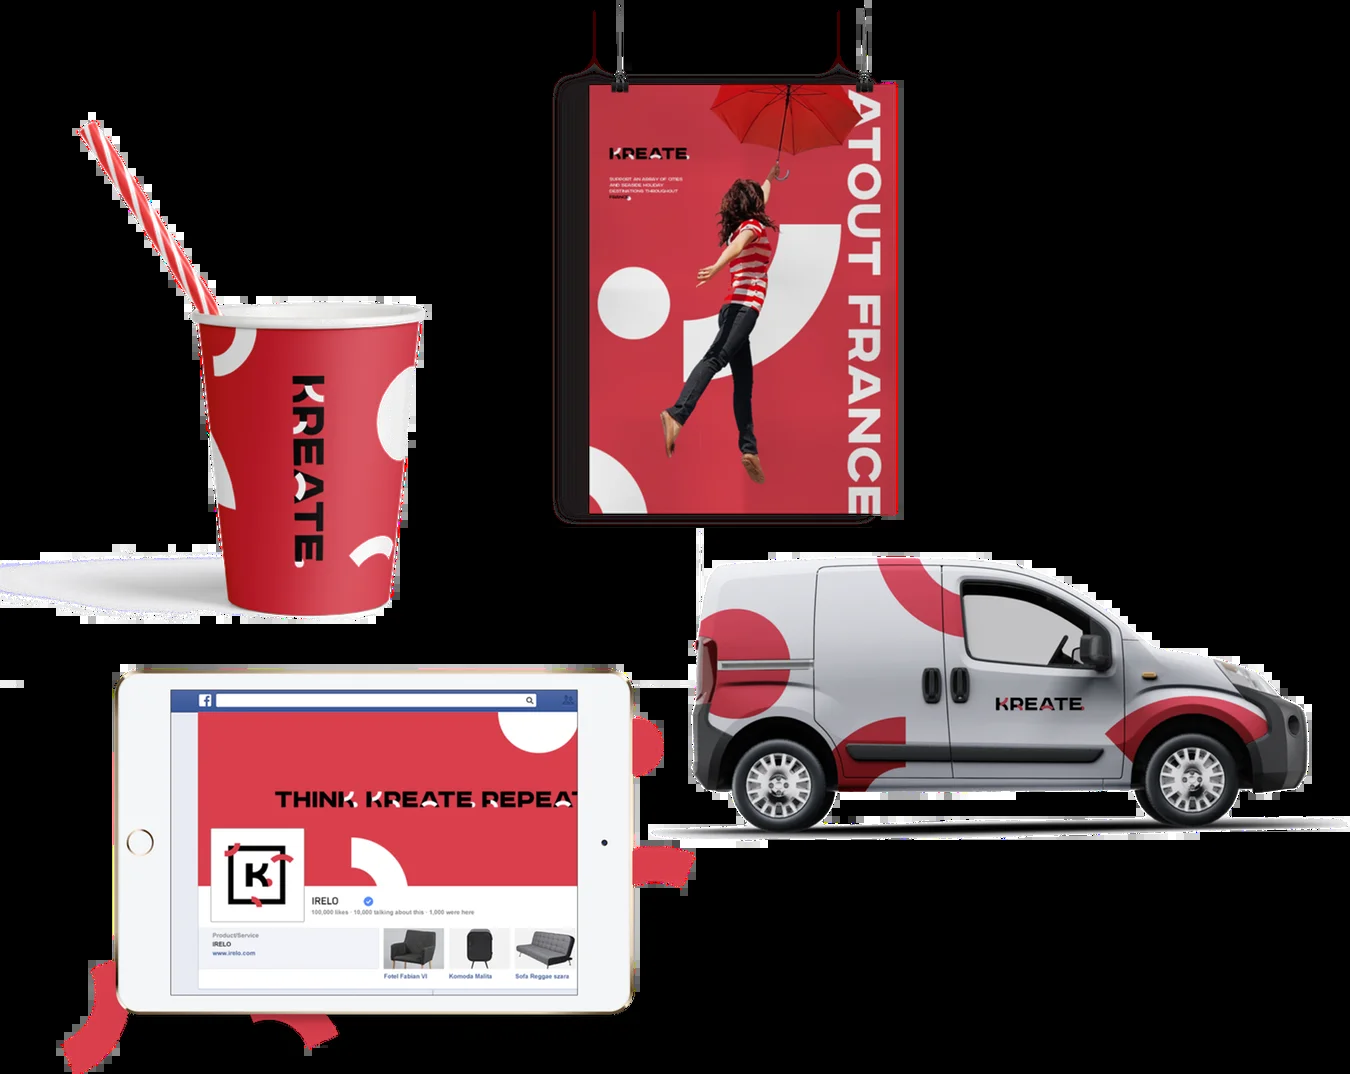 KREATE
SUPPORT AN ARRAY OF CITIES
AND SEASIDE HOLIDAY
DESTINATIONS THROUGHOUT
FRANCE
ATOUT FRANCE
KREATE
KREATE
THINK KREATE REPEAT
K
IRELO
100,000 likes · 18,000 talking about this · 1,000 were here
Product/Service
IRELO
www.irelo.com
Fotel Fabian VI
Komoda Malita
Sofa Reggae szara